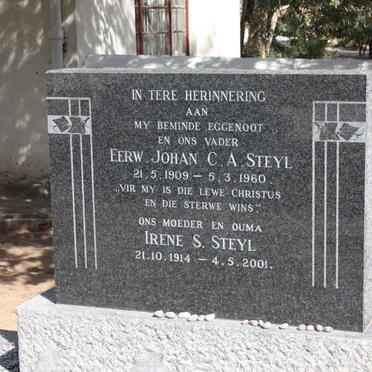 IN TERE HERINNERING
AAN
MY BEMINDE EGGENOOT
EN ONS VADER
EERW. JOHAN C. A. STEYL
21.5.1909 – 5.3.1960
„VIR MY IS DIE LEWE CHRISTUS
EN DIE STERWE WINS."
ONS MOEDER EN OUMA
IRENE S. STEYL
21.10.1914 – 4.5.2001.